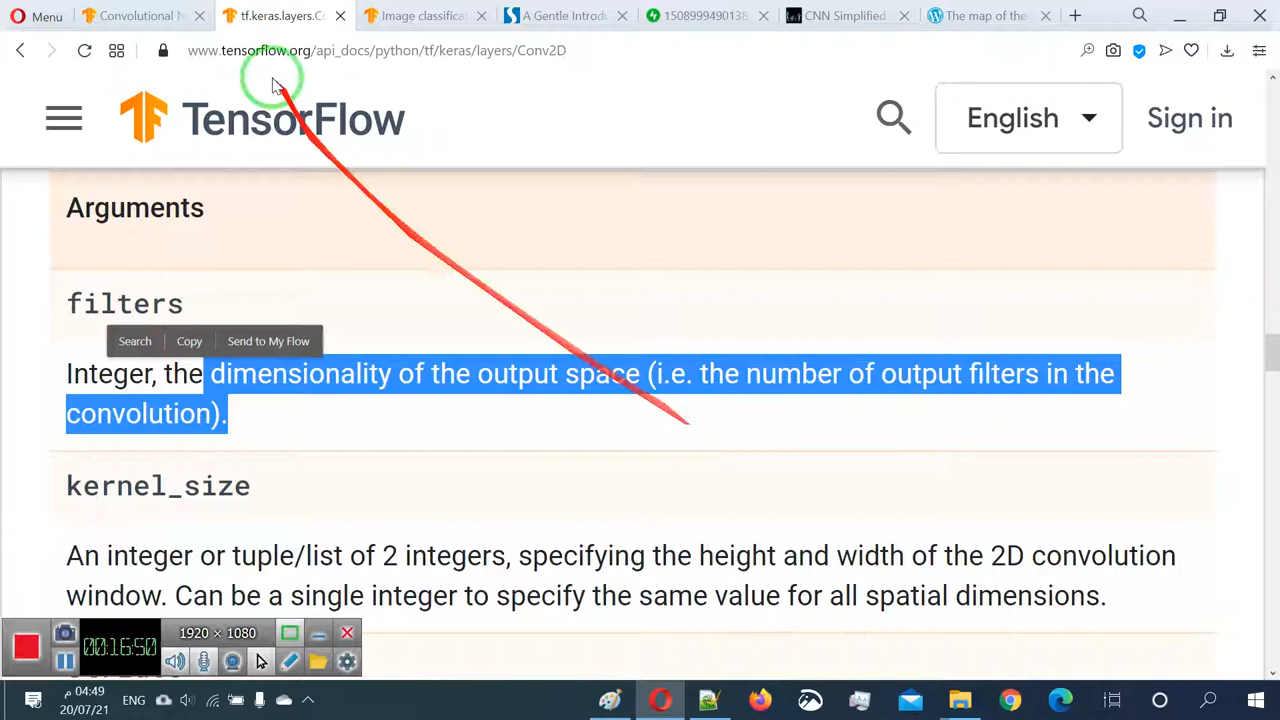 Menu
Convolutional N
tf.keras.layers.Co
Image classificat
A Gentle Introdu
1508999490138
CNN Simplified
The map of the
www.tensorflow.org/api_docs/python/tf/keras/layers/Conv2D
TensorFlow
English
Sign in
Arguments
filters
Search
Copy
Send to My Flow
Integer, the dimensionality of the output space (i.e. the number of output filters in the
convolution).
kernel_size
An integer or tuple/list of 2 integers, specifying the height and width of the 2D convolution
window. Can be a single integer to specify the same value for all spatial dimensions.
1920 × 1080
00:16:50
04:49 م
20/07/21
ENG